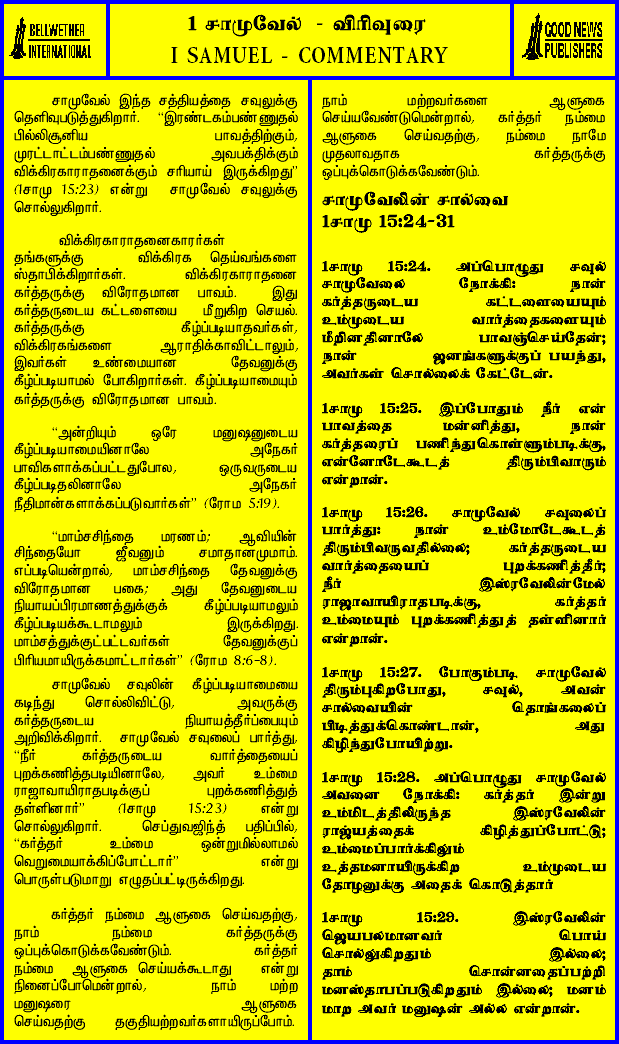 BELLWETHER
INTERNATIONAL
1 சாமுவேல் - விரிவுரை
I SAMUEL - COMMENTARY
GOOD NEWS
PUBLISHERS
சாமுவேல் இந்த சத்தியத்தை சவுலுக்கு
தெளிவுபடுத்துகிறார். “இரண்டகம்பண்ணுதல்
பில்லிசூனிய பாவத்திற்கும்,
முரட்டாட்டம்பண்ணுதல் அவபக்திக்கும்
விக்கிரகாராதனைக்கும் சரியாய் இருக்கிறது”
(1சாமு 15:23) என்று சாமுவேல் சவுலுக்கு
சொல்லுகிறார்.
விக்கிரகாராதனைகாரர்கள்
தங்களுக்கு விக்கிரக தெய்வங்களை
ஸ்தாபிக்கிறார்கள். விக்கிரகாராதனை
கர்த்தருக்கு விரோதமான பாவம். இது
கர்த்தருடைய கட்டளையை மீறுகிற செயல்.
கர்த்தருக்கு கீழ்ப்படியாதவர்கள்,
விக்கிரகங்களை ஆராதிக்காவிட்டாலும்,
இவர்கள் உண்மையான தேவனுக்கு
கீழ்ப்படியாமல் போகிறார்கள். கீழ்ப்படியாமையும்
கர்த்தருக்கு விரோதமான பாவம்.
“அன்றியும் ஒரே மனுஷனுடைய
கீழ்ப்படியாமையினாலே அநேகர்
பாவிகளாக்கப்பட்டதுபோல, ஒருவருடைய
கீழ்ப்படிதலினாலே அநேகர்
நீதிமான்களாக்கப்படுவார்கள்” (ரோம 5:19).
“மாம்சசிந்தை மரணம்; ஆவியின்
சிந்தையோ ஜீவனும் சமாதானமுமாம்.
எப்படியென்றால், மாம்சசிந்தை தேவனுக்கு
விரோதமான பகை; அது தேவனுடைய
நியாயப்பிரமாணத்துக்குக் கீழ்ப்படியாமலும்
கீழ்ப்படியக்கூடாமலும் இருக்கிறது.
மாம்சத்துக்குட்பட்டவர்கள் தேவனுக்குப்
பிரியமாயிருக்கமாட்டார்கள்” (ரோம 8:6-8).
சாமுவேல் சவுலின் கீழ்ப்படியாமையை
கடிந்து சொல்லிவிட்டு, அவருக்கு
கர்த்தருடைய நியாயத்தீர்ப்பையும்
அறிவிக்கிறார். சாமுவேல் சவுலைப் பார்த்து,
“நீர் கர்த்தருடைய வார்த்தையைப்
புறக்கணித்தபடியினாலே, அவர் உம்மை
ராஜாவாயிராதபடிக்குப் புறக்கணித்துத்
தள்ளினார்” (1சாமு 15:23) என்று
சொல்லுகிறார். செப்துவஜிந்த் பதிப்பில்,
“கர்த்தர் உம்மை ஒன்றுமில்லாமல்
வெறுமையாக்கிப்போட்டார்” என்று
பொருள்படுமாறு எழுதப்பட்டிருக்கிறது.
கர்த்தர் நம்மை ஆளுகை செய்வதற்கு,
நாம் நம்மை கர்த்தருக்கு
ஒப்புக்கொடுக்கவேண்டும். கர்த்தர்
நம்மை ஆளுகை செய்யக்கூடாது என்று
நினைப்போமென்றால், நாம் மற்ற
மனுஷரை ஆளுகை
செய்வதற்கு தகுதியற்றவர்களாயிருப்போம்.
நாம் மற்றவர்களை ஆளுகை
செய்யவேண்டுமென்றால், கர்த்தர் நம்மை
ஆளுகை செய்வதற்கு, நம்மை நாமே
முதலாவதாக கர்த்தருக்கு
ஒப்புக்கொடுக்கவேண்டும்.
சாமுவேலின் சால்வை
1சாமு 15:24-31
1சாமு 15:24. அப்பொழுது சவுல்
சாமுவேலை நோக்கி: நான்
கர்த்தருடைய கட்டளையையும்
உம்முடைய வார்த்தைகளையும்
மீறினதினாலே பாவஞ்செய்தேன்;
நான் ஜனங்களுக்குப் பயந்து,
அவர்கள் சொல்லைக் கேட்டேன்.
1சாமு 15:25. இப்போதும் நீர் என்
பாவத்தை மன்னித்து, நான்
கர்த்தரைப் பணிந்துகொள்ளும்படிக்கு,
என்னோடேகூடத் திரும்பிவாரும்
என்றான்.
1சாமு 15:26. சாமுவேல் சவுலைப்
பார்த்து: நான் உம்மோடேகூடத்
திரும்பிவருவதில்லை; கர்த்தருடைய
வார்த்தையைப் புறக்கணித்தீர்;
நீர் இஸ்ரவேலின்மேல்
ராஜாவாயிராதபடிக்கு, கர்த்தர்
உம்மையும் புறக்கணித்துத் தள்ளினார்
என்றான்.
1சாமு 15:27. போகும்படி சாமுவேல்
திரும்புகிறபோது, சவுல், அவன்
சால்வையின் தொங்கலைப்
பிடித்துக்கொண்டான், அது
கிழிந்துபோயிற்று.
1சாமு 15:28. அப்பொழுது சாமுவேல்
அவனை நோக்கி: கர்த்தர் இன்று
உம்மிடத்திலிருந்த இஸ்ரவேலின்
ராஜ்யத்தைக் கிழித்துப்போட்டு;
உம்மைப்பார்க்கிலும்
உத்தமனாயிருக்கிற உம்முடைய
தோழனுக்கு அதைக் கொடுத்தார்
1சாமு 15:29. இஸ்ரவேலின்
ஜெயபலமானவர் பொய்
சொல்லுகிறதும் இல்லை;
தாம் சொன்னதைப்பற்றி
மனஸ்தாபப்படுகிறதும் இல்லை; மனம்
மாற அவர் மனுஷன் அல்ல என்றான்.